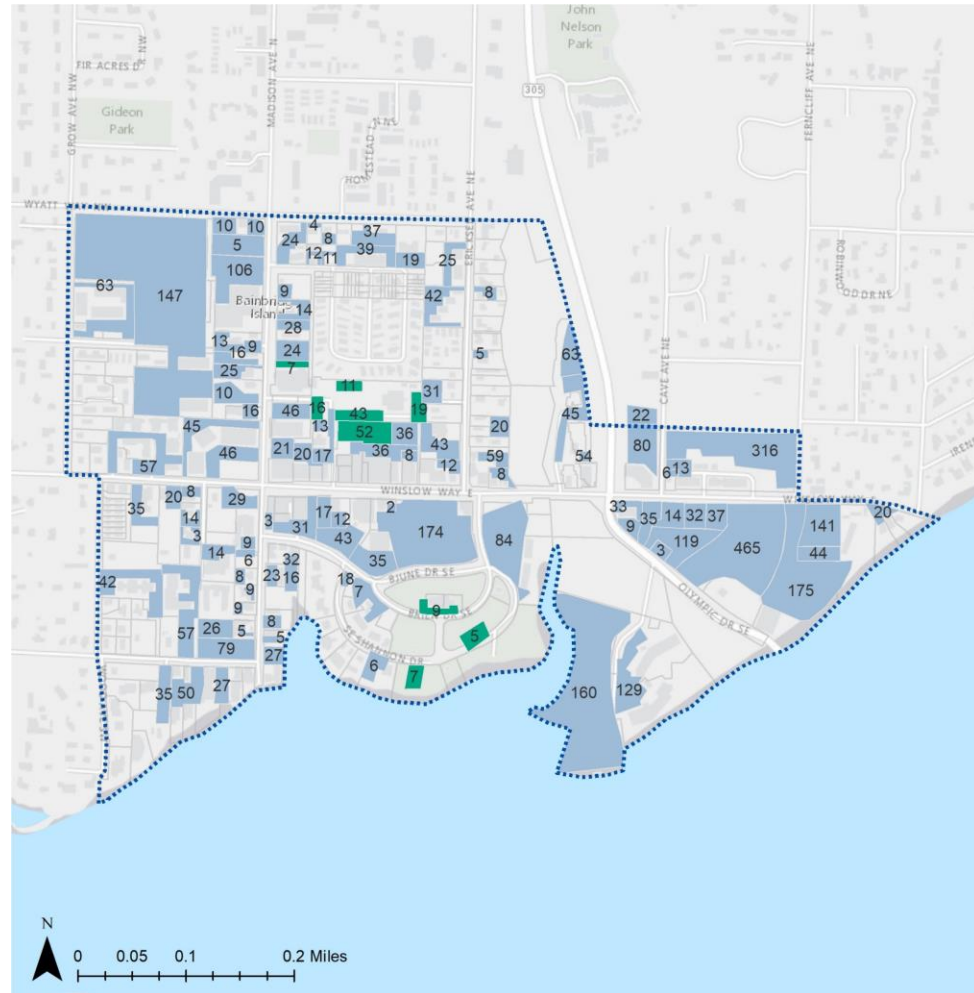 John
Nelson
Park
FIR ACRES DR NW
GROW AVE NW
MADISON AVE N
Gideon
Park
305
FERNCLIFF AVE NE
WYATT
ERICKSEN AVE NE
CAVE AVE NE
10 10 4 37
5 24 8 39
12 11 19 25
106
63 147
Bainbridge
Island
9 42 8
14
28
13 9
16 24 5 63
25 7
11 31
10
16 46 16 43 19 45 22
45 13 52 36 20
21 43 80 316
46 20 17 36 8 59 54
57 12 8 6 13
WINSLOW WAY E
8 29 2 33
35 20 17 14 32 37 141 20
14 3 31 12 174 9 35
3 43 84 119 465 44
9 35 3
14 6 32 175
BJUNE DR SE
42 8 9 23 16 18 7
9
BRIEN DR SE
9
OLYMPIC DR SE
57 26 5 8 5
79 5
27
SE SHANNON DR
6 7
35 50 27 160 129
N
0 0.05 0.1 0.2 Miles